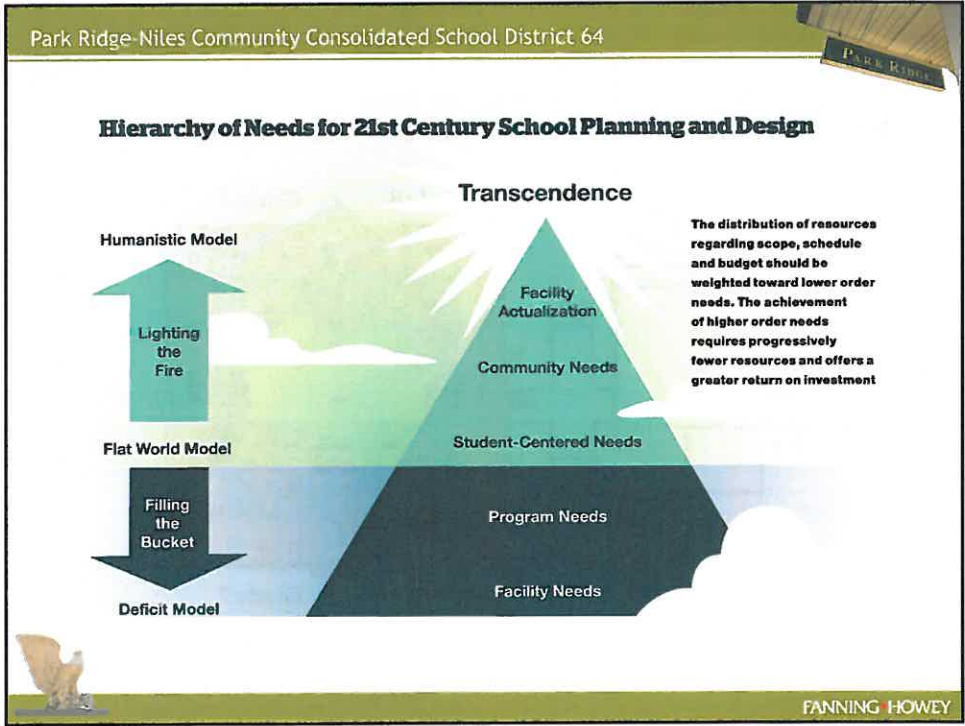 Park Ridge-Niles Community Consolidated School District 64
PARK RIDGE
Hierarchy of Needs for 21st Century School Planning and Design
Transcendence
Humanistic Model
Lighting
the
Fire
Flat World Model
Filling
the
Bucket
Deficit Model
Facility
Actualization
Community Needs
Student-Centered Needs
Program Needs
Facility Needs
The distribution of resources
regarding scope, schedule
and budget should be
weighted toward lower order
needs. The achievement
of higher order needs
requires progressively
fewer resources and offers a
greater return on investment
FANNING HOWEY